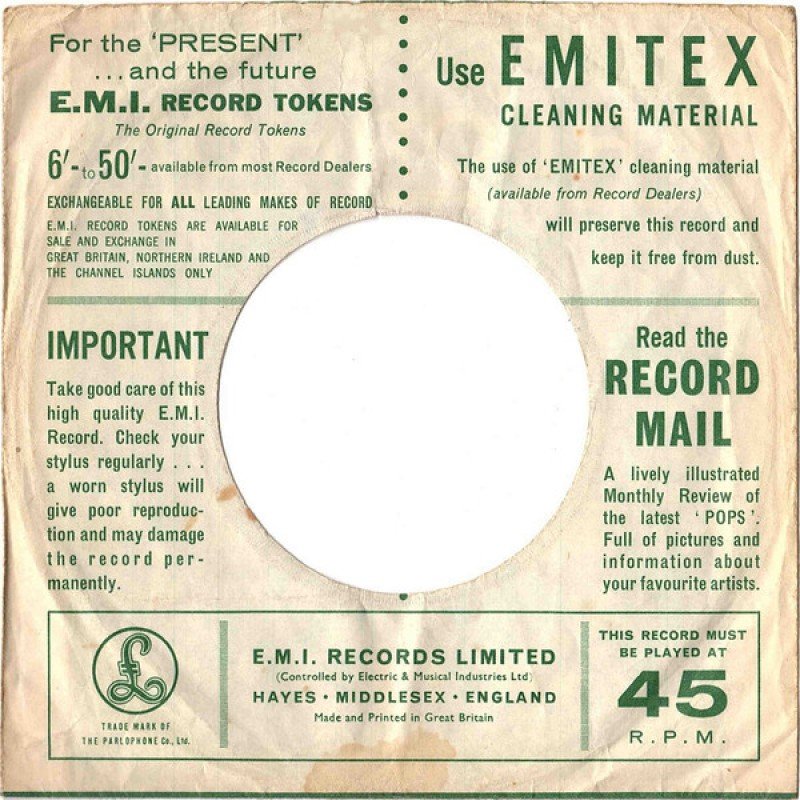 For the 'PRESENT'
...and the future
E.M.I. RECORD TOKENS
The Original Record Tokens
6'- to 50'- available from most Record Dealers
EXCHANGEABLE FOR ALL LEADING MAKES OF RECORD
E.M.I. RECORD TOKENS ARE AVAILABLE FOR
SALE AND EXCHANGE IN
GREAT BRITAIN, NORTHERN IRELAND AND
THE CHANNEL ISLANDS ONLY
Use EMITEX
CLEANING MATERIAL
The use of 'EMITEX' cleaning material
(available from Record Dealers)
will preserve this record and
keep it free from dust.
IMPORTANT
Take good care of this
high quality E.M.I.
Record. Check your
stylus regularly . . .
a worn stylus will
give poor reproduc-
tion and may damage
the record per-
manently.
Read the
RECORD
MAIL
A lively illustrated
Monthly Review of
the latest 'POPS'.
Full of pictures and
information about
your favourite artists.
£
TRADE MARK OF
THE PARLOPHONE Co., Ltd.
E.M.I. RECORDS LIMITED
(Controlled by Electric & Musical Industries Ltd)
HAYES · MIDDLESEX · ENGLAND
Made and Printed in Great Britain
THIS RECORD MUST
BE PLAYED AT
45
R.P.M.